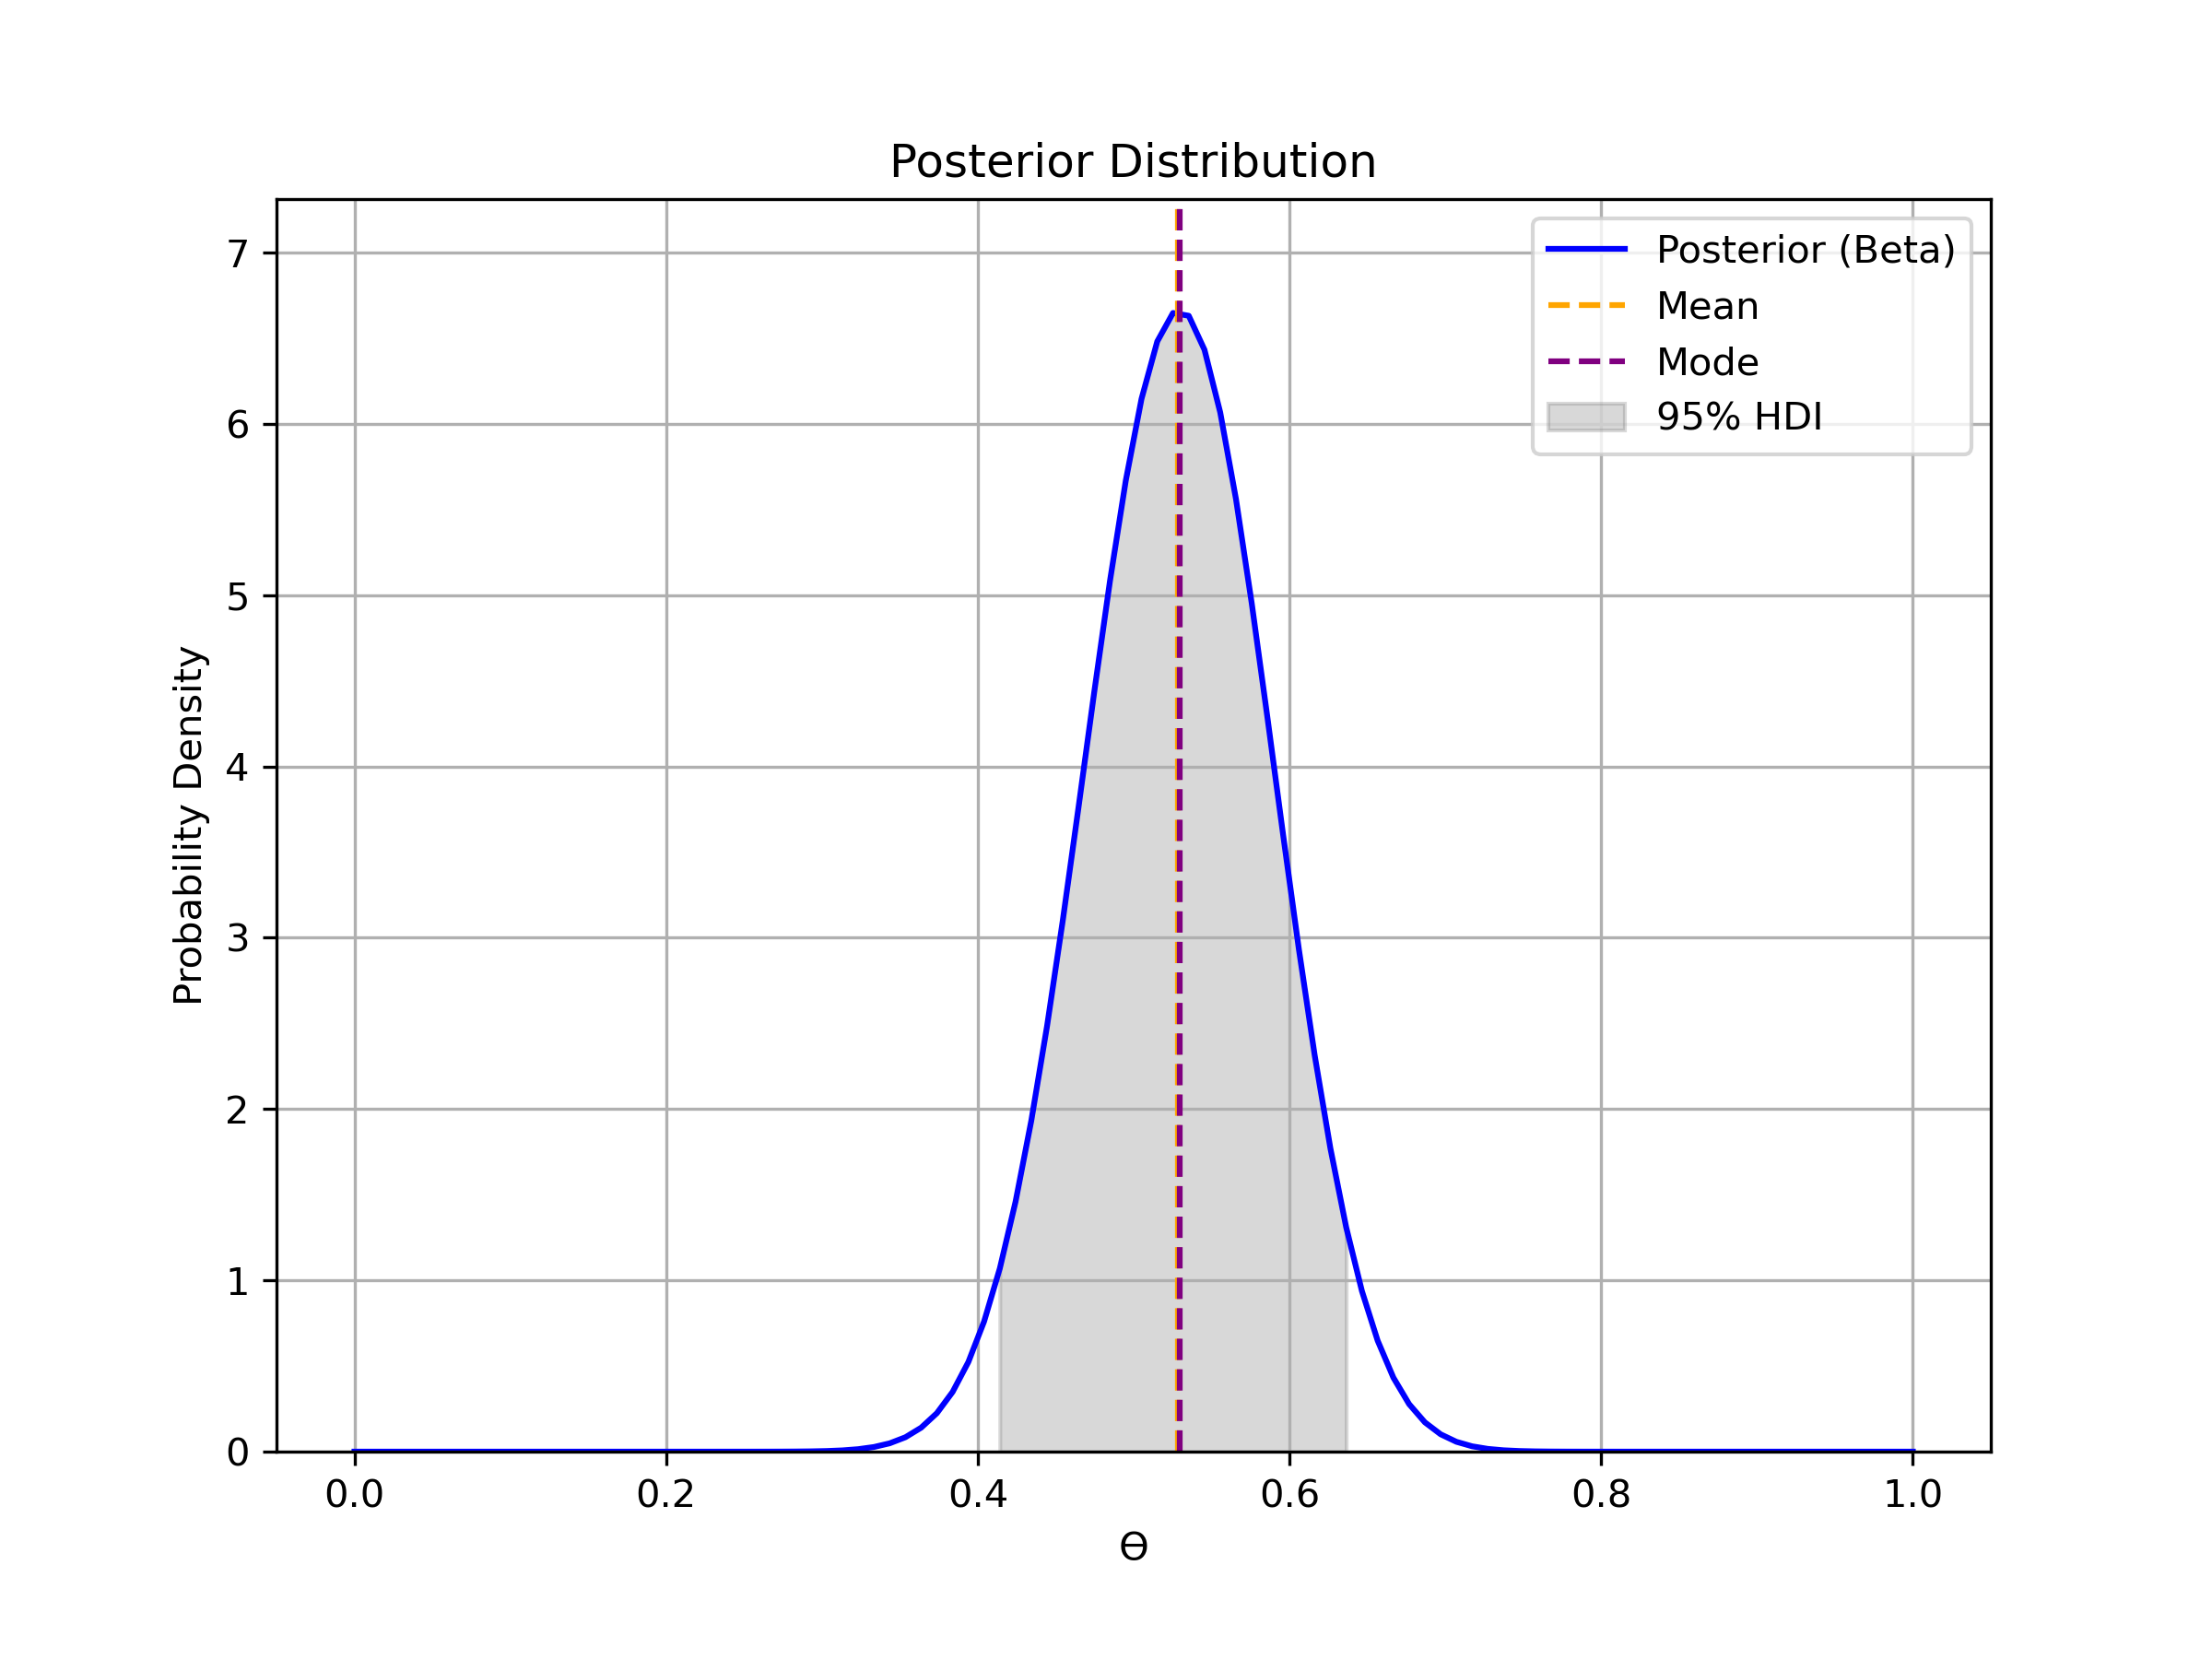 Posterior Distribution
Posterior (Beta)
Mean
Mode
95% HDI
Probability Density
7
6
5
4
3
2
1
0
0.0 0.2 0.4 0.6 0.8 1.0
Θ